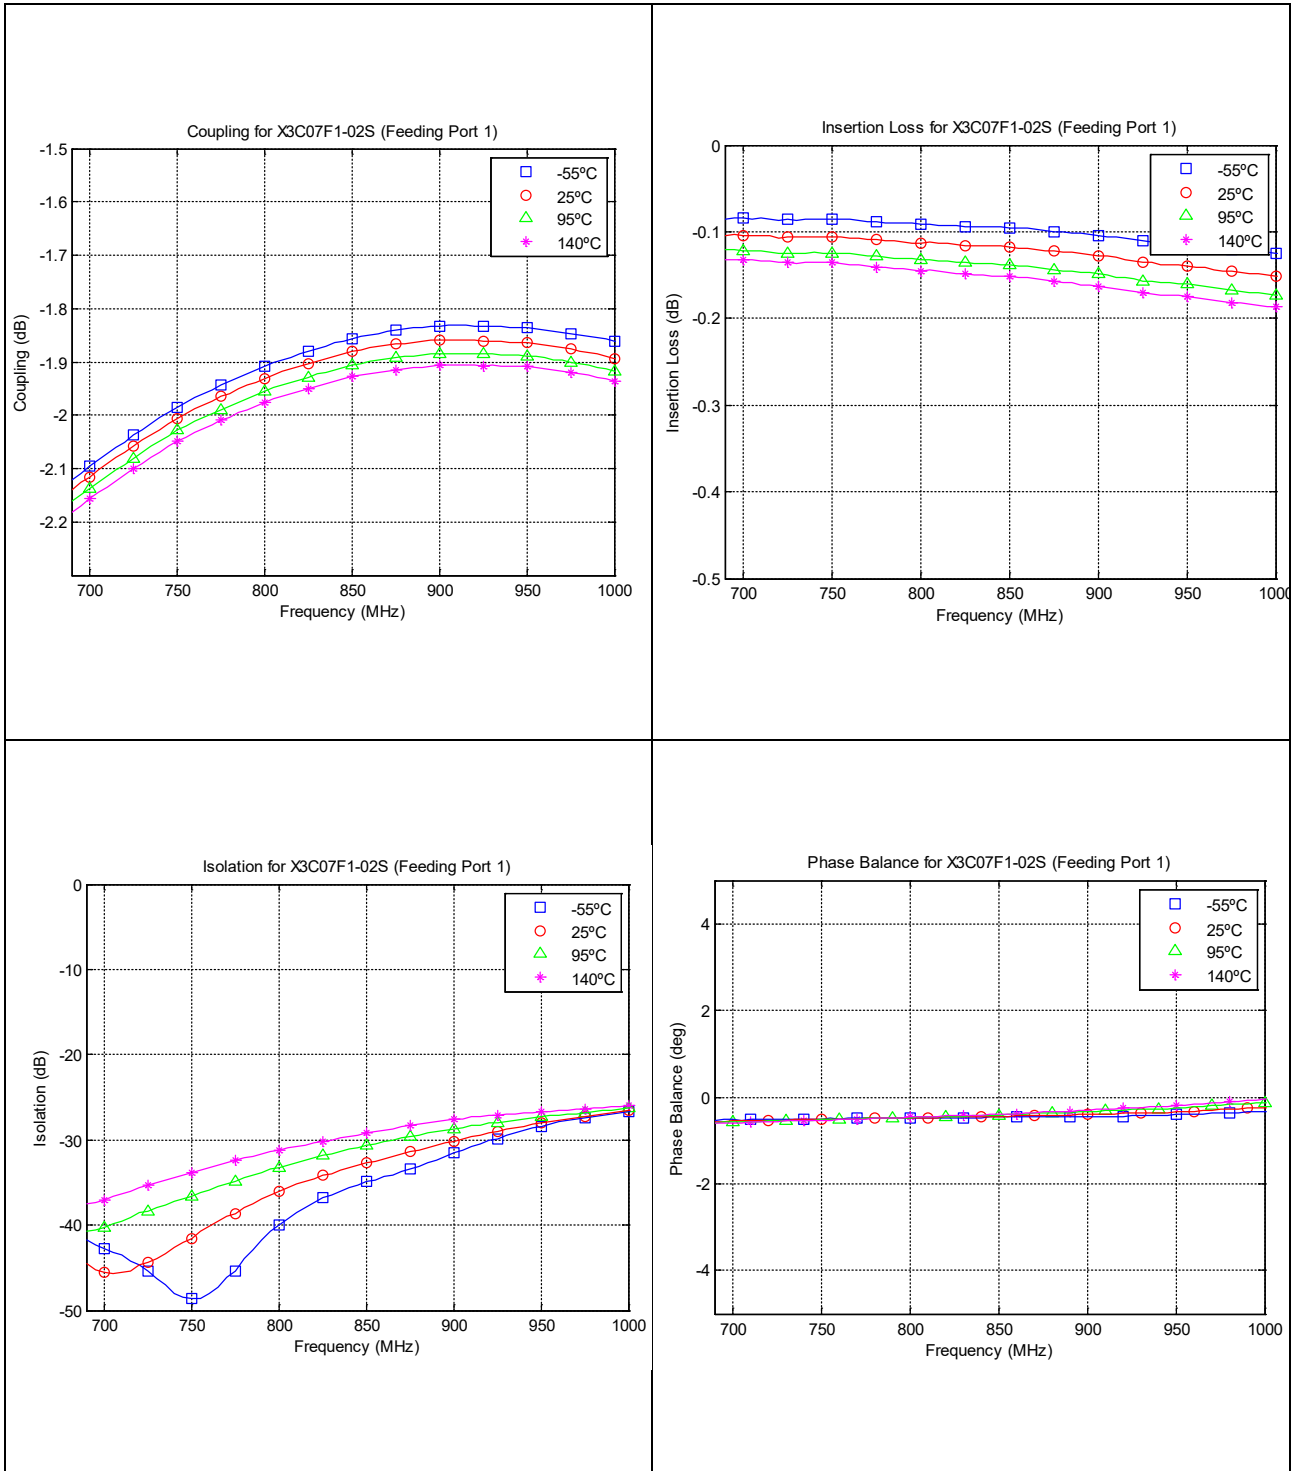 Coupling for X3C07F1-02S (Feeding Port 1)
-1.5
-1.6
-1.7
-1.8
-1.9
-2
-2.1
-2.2
Coupling (dB)
-55ºC
25ºC
95ºC
140ºC
700 750 800 850 900 950 1000
Frequency (MHz)
Insertion Loss for X3C07F1-02S (Feeding Port 1)
0
-0.1
-0.2
-0.3
-0.4
-0.5
Insertion Loss (dB)
-55ºC
25ºC
95ºC
140ºC
700 750 800 850 900 950 1000
Frequency (MHz)
Isolation for X3C07F1-02S (Feeding Port 1)
0
-10
-20
-30
-40
-50
Isolation (dB)
-55ºC
25ºC
95ºC
140ºC
700 750 800 850 900 950 1000
Frequency (MHz)
Phase Balance for X3C07F1-02S (Feeding Port 1)
4
2
0
-2
-4
Phase Balance (deg)
-55ºC
25ºC
95ºC
140ºC
700 750 800 850 900 950 1000
Frequency (MHz)